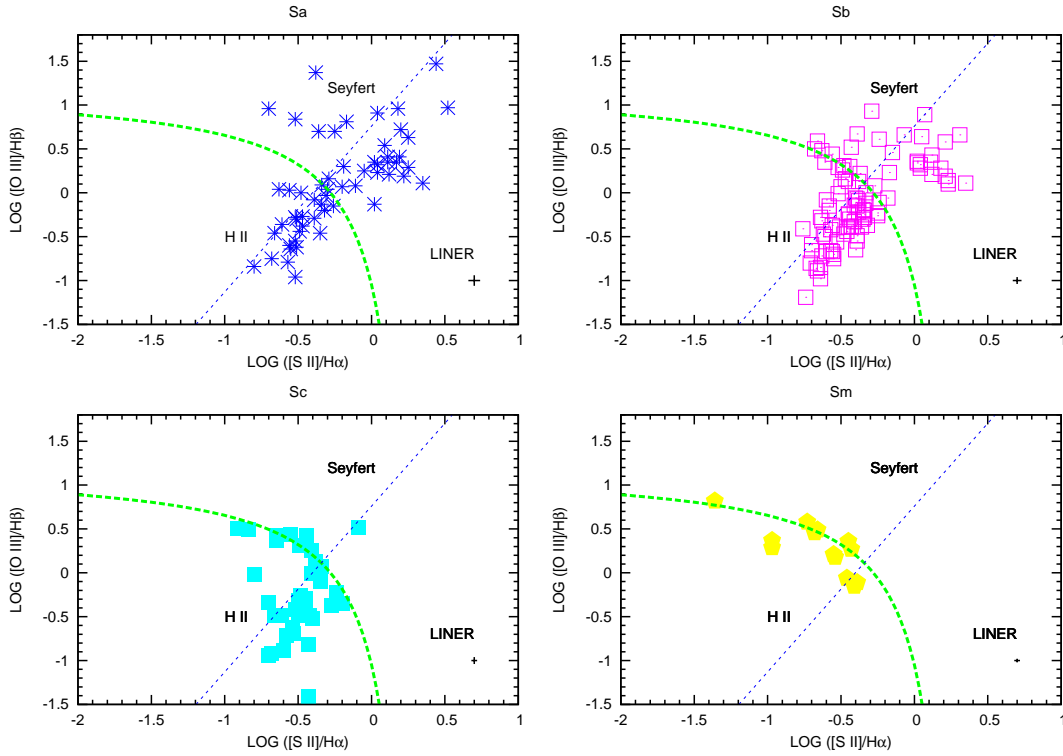 Sa
1.5
1
0.5
0
-0.5
-1
-1.5
-2 -1.5 -1 -0.5 0 0.5 1
LOG ([O III]/Hβ)
LOG ([S II]/Hα)
Seyfert
H II
LINER
Sb
1.5
1
0.5
0
-0.5
-1
-1.5
-2 -1.5 -1 -0.5 0 0.5 1
LOG ([O III]/Hβ)
LOG ([S II]/Hα)
Seyfert
H II
LINER
Sc
1.5
1
0.5
0
-0.5
-1
-1.5
-2 -1.5 -1 -0.5 0 0.5 1
LOG ([O III]/Hβ)
LOG ([S II]/Hα)
Seyfert
H II
LINER
Sm
1.5
1
0.5
0
-0.5
-1
-1.5
-2 -1.5 -1 -0.5 0 0.5 1
LOG ([O III]/Hβ)
LOG ([S II]/Hα)
Seyfert
H II
LINER